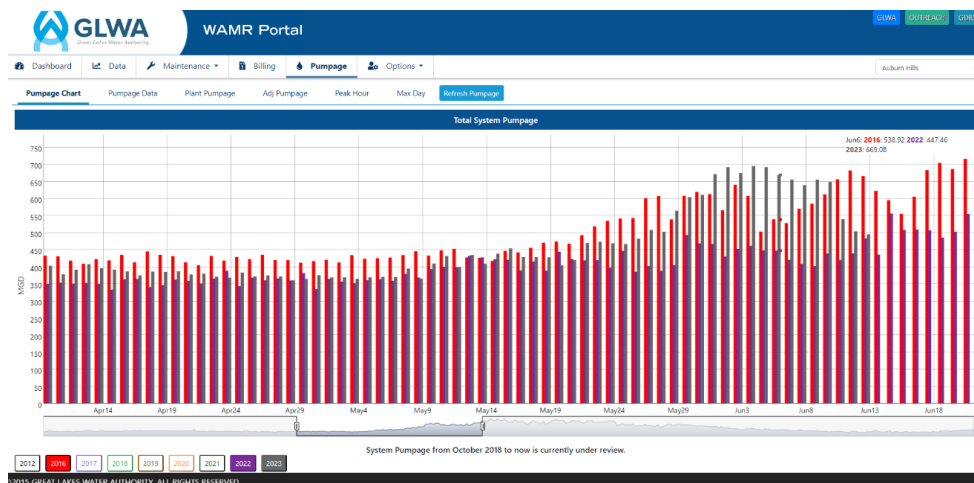 GLWA
Great Lakes Water Authority
WAMR Portal
GLWA OUTREACH
Dashboard Data Maintenance Billing Pumpage Options
Auburn Hills
Pumpage Chart Pumpage Data Plant Pumpage Adj Pumpage Peak Hour Max Day Refresh Pumpage
Total System Pumpage
Jun6: 2016: 538.92 2022: 447.46
2023: 669.08
750
700
650
600
550
500
450
400
350
300
250
200
150
100
50
0
MGD
Apr14 Apr19 Apr24 Apr29 May4 May9 May14 May19 May24 May29 Jun3 Jun8 Jun13 Jun18
System Pumpage from October 2018 to now is currently under review.
2012 2016 2017 2018 2019 2020 2021 2022 2023
©2015 GREAT LAKES WATER AUTHORITY. ALL RIGHTS RESERVED